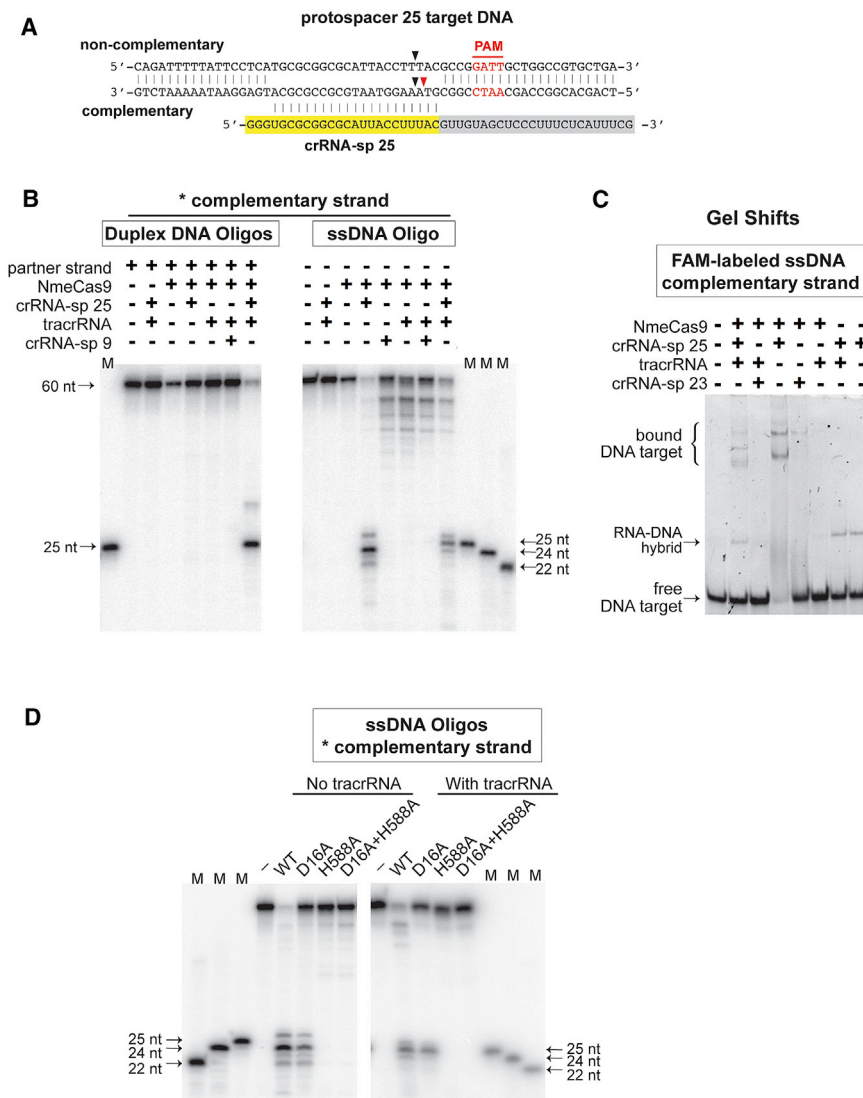 A
protospacer 25 target DNA
non-complementary
PAM
5'-CAGATTTTTATTCCTCATGCGCGGCGCATTACCTTTACGCCGGATTGCTGGCCGTGCTGA-3'
3'-GTCTAAAAATAAGGAGTACGCGCCGCGTAATGGAAATGCGGCCTAACGACCGGCACGACT-5'
complementary
5'-GGGUGCGCGGCGCAUUACCUUUACGUUGUAGCUCCCUUUCUCAUUUCG-3'
crRNA-sp 25
B
* complementary strand
Duplex DNA Oligos ssDNA Oligo
partner strand + + + + + + + - - - - - - - -
NmeCas9 - - + + + + + - - + + + + + +
crRNA-sp 25 - + - + - - + - + - + - - - +
tracrRNA - + - - + + + - + - - - + + +
crRNA-sp 9 - - - - - + - - - - - + - + -
M M M M
60 nt→
25 nt→
←25 nt
←24 nt
←22 nt
C
Gel Shifts
FAM-labeled ssDNA
complementary strand
NmeCas9 - + + + + + - -
crRNA-sp 25 - + - + - - + +
tracrRNA - + + - - + + -
crRNA-sp 23 - - + - + - - -
bound
DNA target
RNA-DNA
hybrid
free
DNA target
D
ssDNA Oligos
* complementary strand
No tracrRNA With tracrRNA
M M M – WT D16A H588A D16A+H588A – WT D16A H588A D16A+H588A M M M
25 nt
24 nt
22 nt
25 nt
24 nt
22 nt